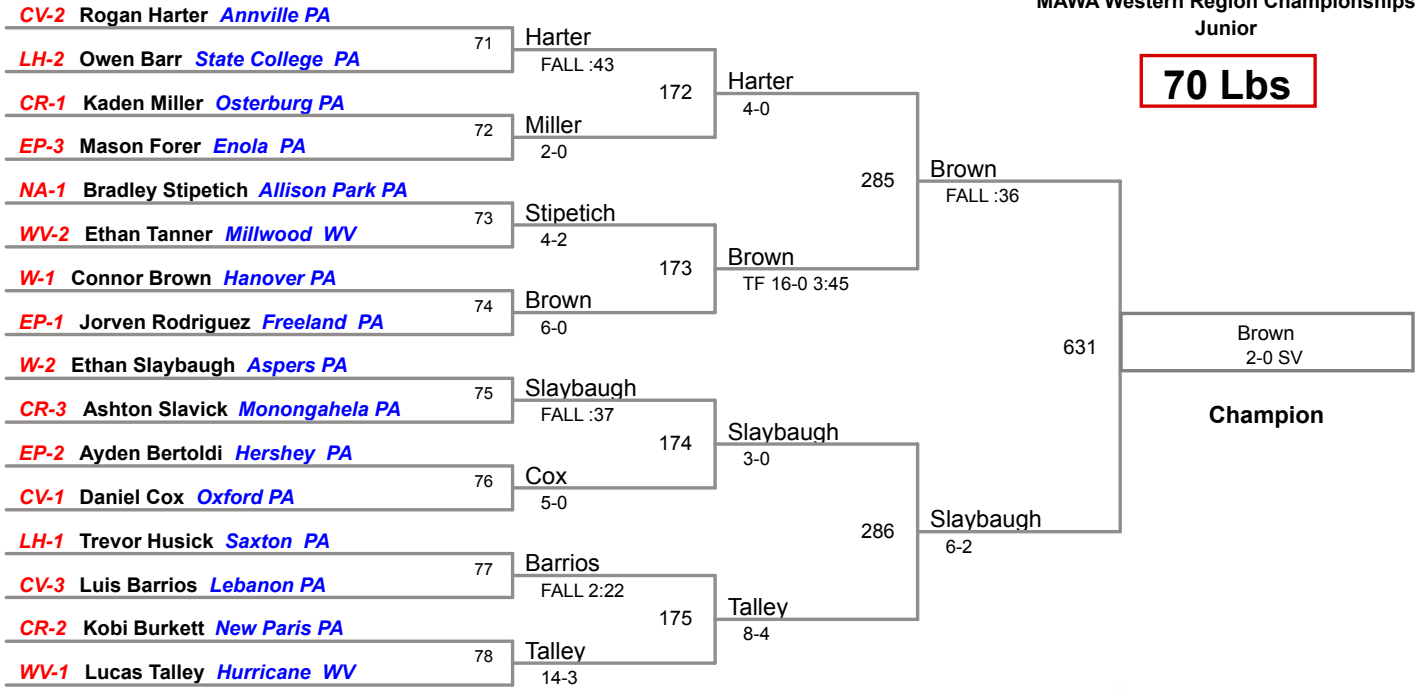 MAWA Western Region Championships
Junior
70 Lbs
CV-2 Rogan Harter Annville PA
LH-2 Owen Barr State College PA
CR-1 Kaden Miller Osterburg PA
EP-3 Mason Forer Enola PA
NA-1 Bradley Stipetich Allison Park PA
WV-2 Ethan Tanner Millwood WV
W-1 Connor Brown Hanover PA
EP-1 Jorven Rodriguez Freeland PA
W-2 Ethan Slaybaugh Aspers PA
CR-3 Ashton Slavick Monongahela PA
EP-2 Ayden Bertoldi Hershey PA
CV-1 Daniel Cox Oxford PA
LH-1 Trevor Husick Saxton PA
CV-3 Luis Barrios Lebanon PA
CR-2 Kobi Burkett New Paris PA
WV-1 Lucas Talley Hurricane WV
71
Harter
FALL :43
72
Miller
2-0
73
Stipetich
4-2
74
Brown
6-0
75
Slaybaugh
FALL :37
76
Cox
5-0
77
Barrios
FALL 2:22
78
Talley
14-3
172
Harter
4-0
173
Brown
TF 16-0 3:45
174
Slaybaugh
3-0
175
Talley
8-4
285
Brown
FALL :36
286
Slaybaugh
6-2
631
Brown
2-0 SV
Champion